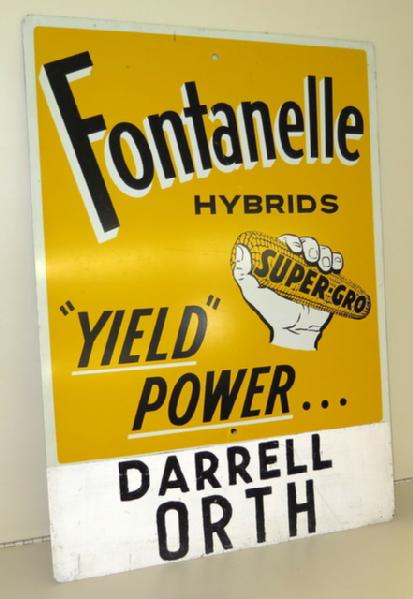 Fontanelle
HYBRIDS
SUPER-GRO
"YIELD"
POWER...
DARRELL
ORTH